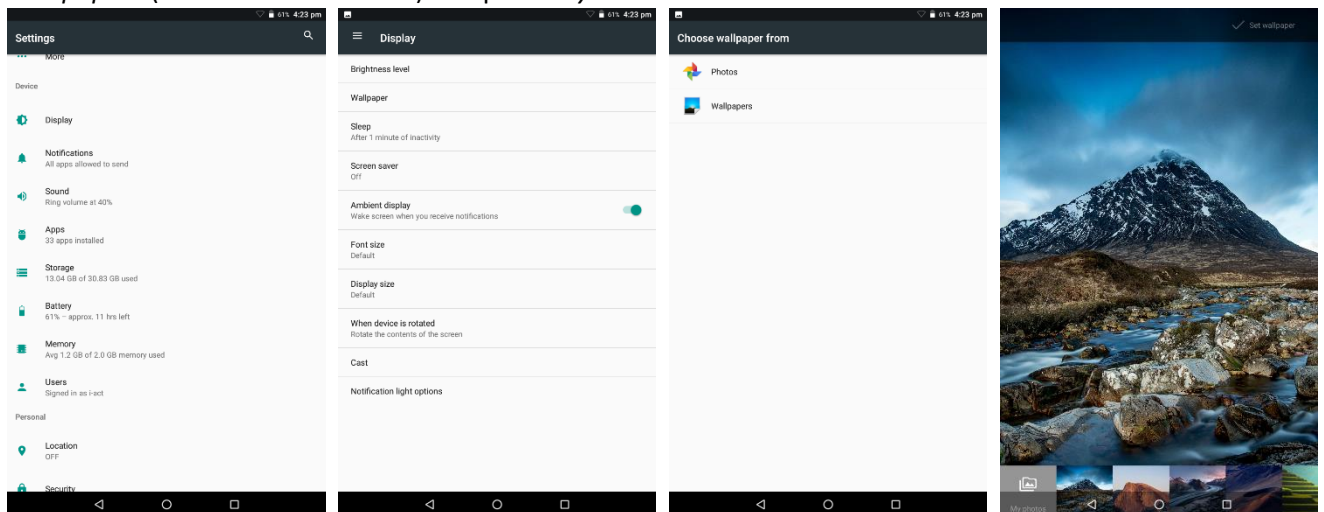 61% 4:23 pm
Settings
More
Device
Display
Notifications
All apps allowed to send
Sound
Ring volume at 40%
Apps
33 apps installed
Storage
13.04 GB of 30.83 GB used
Battery
61% – approx. 11 hrs left
Memory
Avg 1.2 GB of 2.0 GB memory used
Users
Signed in as i-act
Personal
Location
OFF
Security
61% 4:23 pm
Display
Brightness level
Wallpaper
Sleep
After 1 minute of inactivity
Screen saver
Off
Ambient display
Wake screen when you receive notifications
Font size
Default
Display size
Default
When device is rotated
Rotate the contents of the screen
Cast
Notification light options
61% 4:23 pm
Choose wallpaper from
Photos
Wallpapers
Set wallpaper
My photos